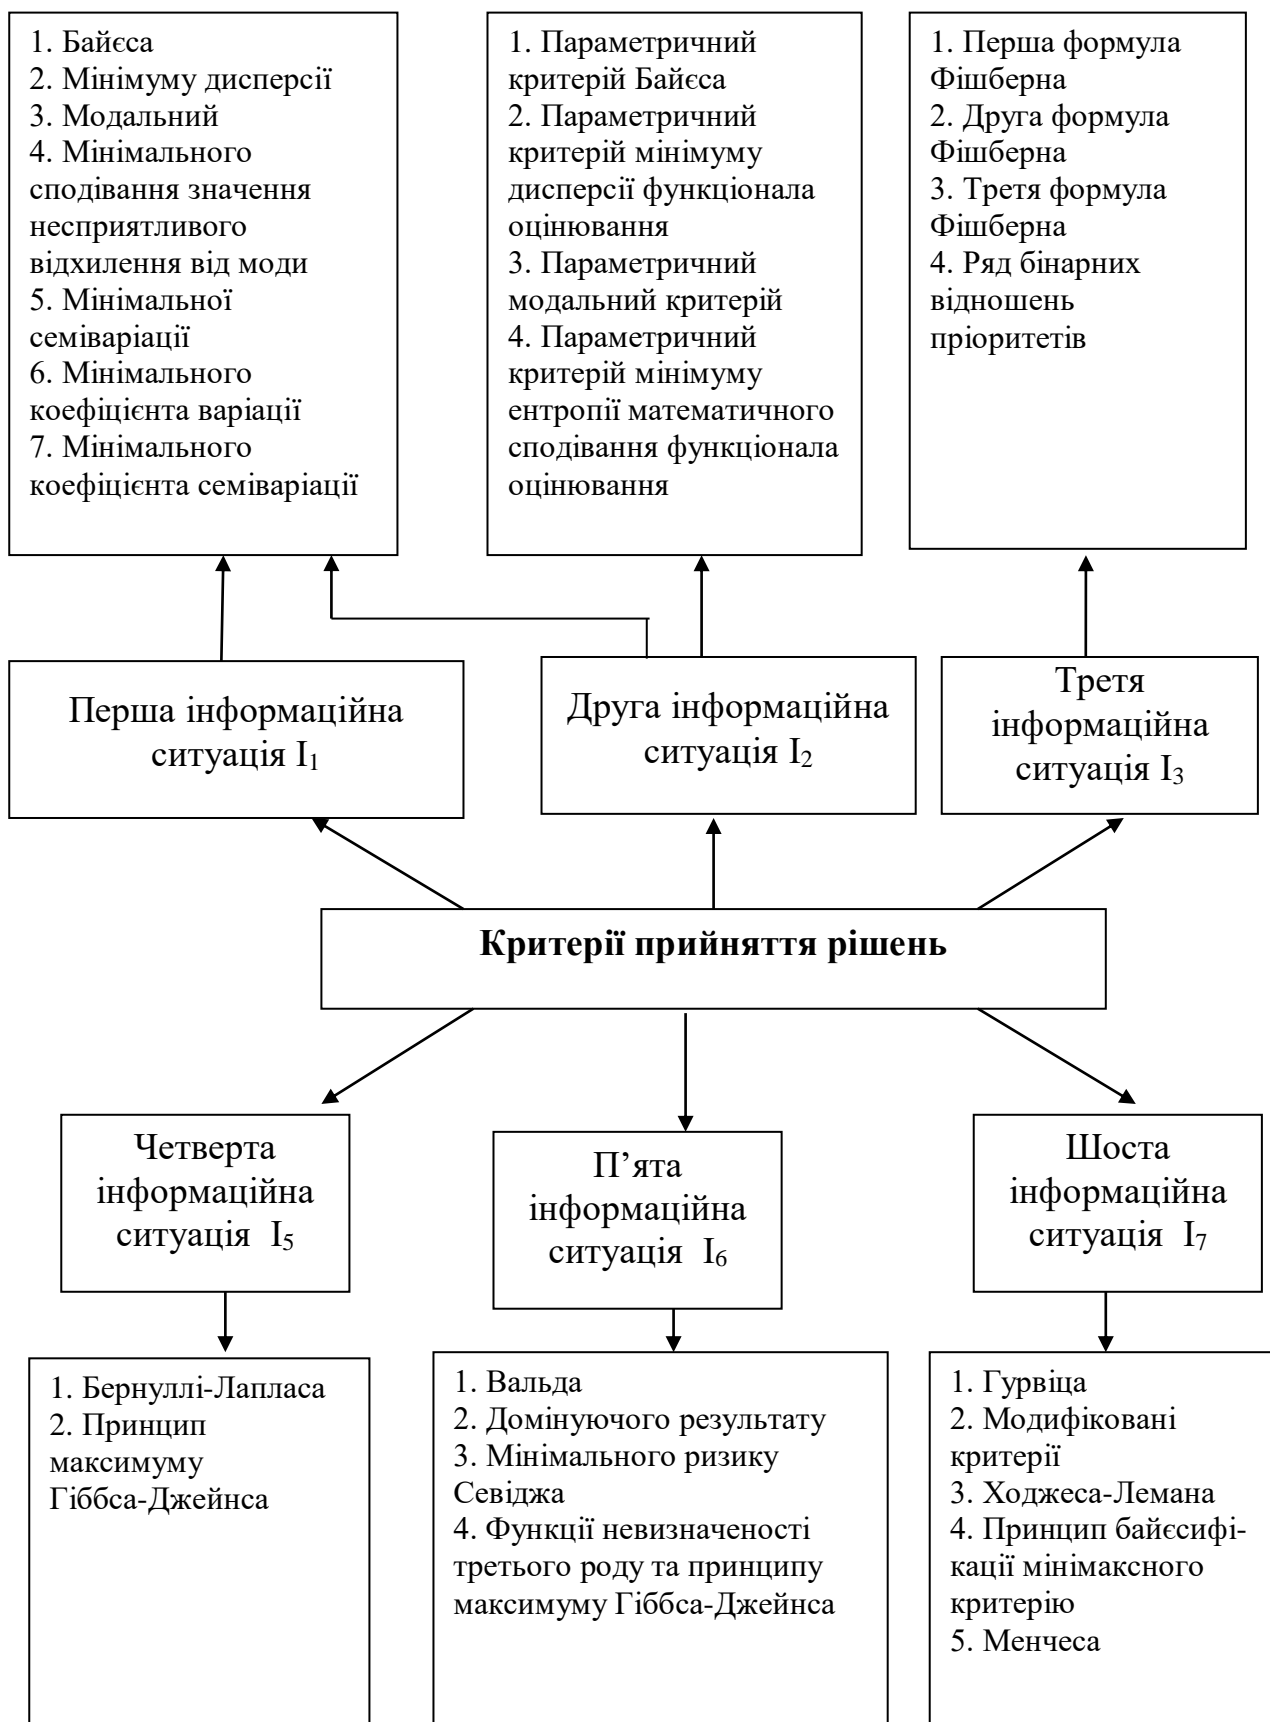 1. Байєса
2. Мінімуму дисперсії
3. Модальний
4. Мінімального
сподівання значення
несприятливого
відхилення від моди
5. Мінімальної
семіваріації
6. Мінімального
коефіцієнта варіації
7. Мінімального
коефіцієнта семіваріації
1. Параметричний
критерій Байєса
2. Параметричний
критерій мінімуму
дисперсії функціонала
оцінювання
3. Параметричний
модальний критерій
4. Параметричний
критерій мінімуму
ентропії математичного
сподівання функціонала
оцінювання
1. Перша формула
Фішберна
2. Друга формула
Фішберна
3. Третя формула
Фішберна
4. Ряд бінарних
відношень
пріоритетів
Перша інформаційна
ситуація І₁
Друга інформаційна
ситуація І₂
Третя
інформаційна
ситуація І₃
Критерії прийняття рішень
Четверта
інформаційна
ситуація І₅
П’ята
інформаційна
ситуація І₆
Шоста
інформаційна
ситуація І₇
1. Бернуллі-Лапласа
2. Принцип
максимуму
Гіббса-Джейнса
1. Вальда
2. Домінуючого результату
3. Мінімального ризику
Севіджа
4. Функції невизначеності
третього роду та принципу
максимуму Гіббса-Джейнса
1. Гурвіца
2. Модифіковані
критерії
3. Ходжеса-Лемана
4. Принцип байєсифі-
кації мінімаксного
критерію
5. Менчеса